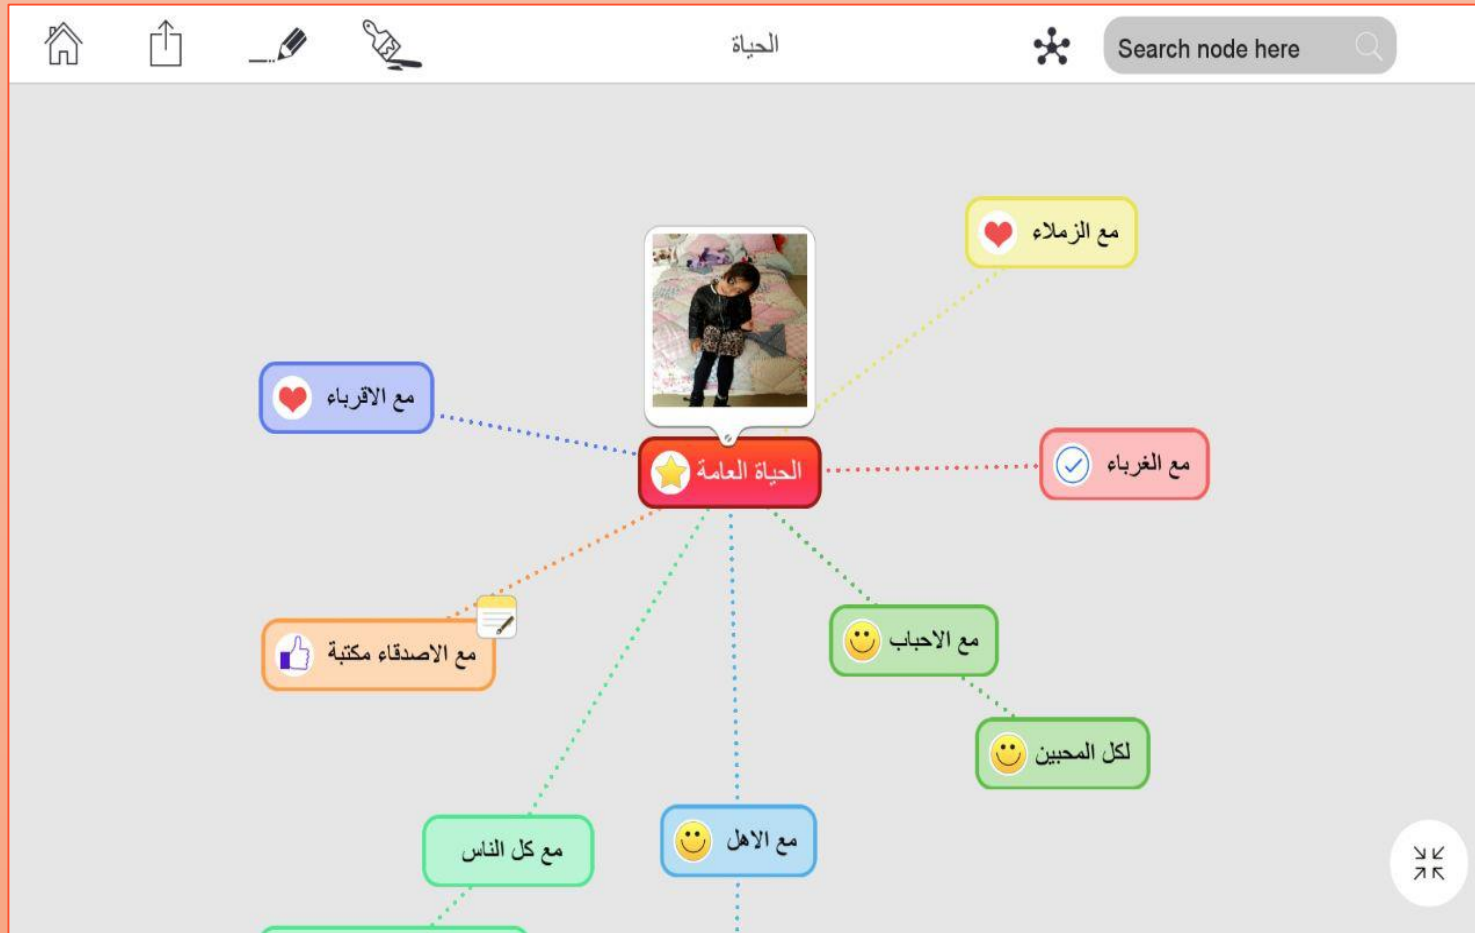 الحياة
Search node here
مع الزملاء
مع الاقرباء
الحياة العامة
مع الغرباء
مع الاصدقاء مكتبة
مع الاحباب
لكل المحبين
مع كل الناس
مع الاهل